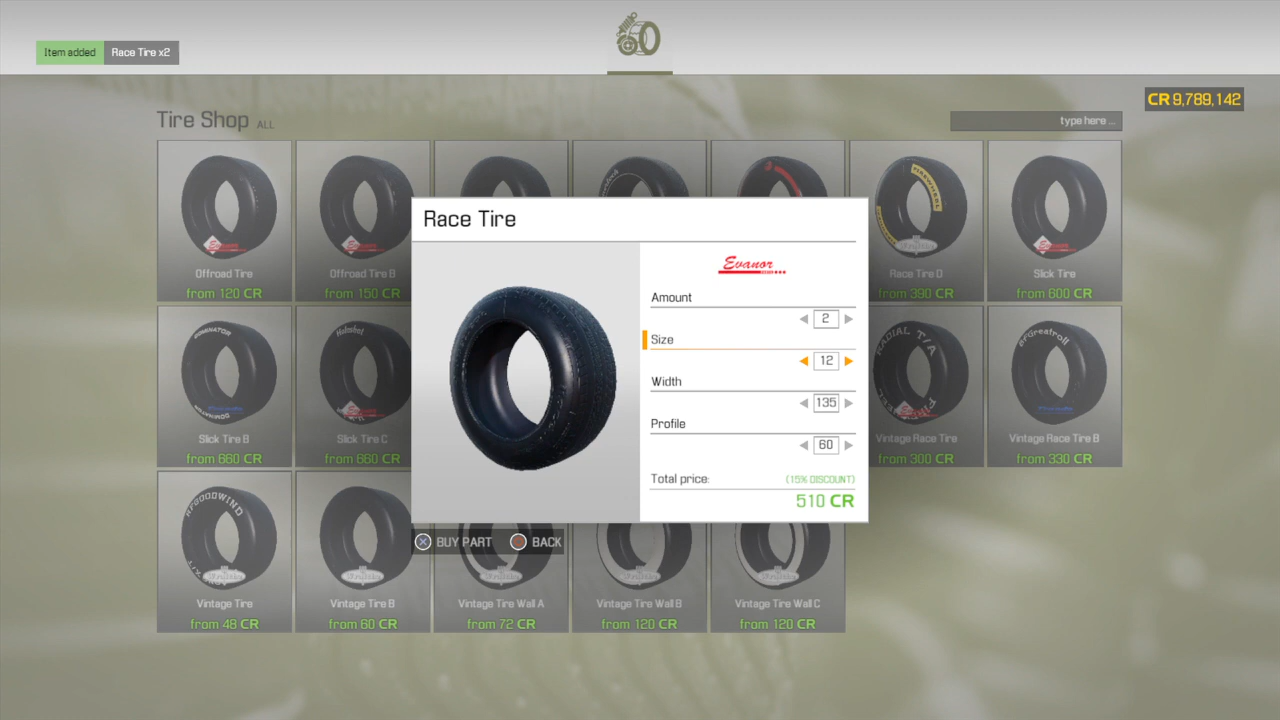 Item added Race Tire x2
CR 9,789,142
Tire Shop ALL
type here ...
Race Tire
Evanor
Amount
2
Size
12
Width
135
Profile
60
Total price: (15% DISCOUNT)
510 CR
BUY PART BACK
Offroad Tire
from 120 CR
Offroad Tire B
from 150 CR
TIREWHEEL
Race Tire D
from 390 CR
Slick Tire
from 600 CR
DOMINATOR
DOMINATOR
Slick Tire B
from 660 CR
Hotshot
Slick Tire C
from 660 CR
RADIAL T/A
Vintage Race Tire
from 300 CR
Vintage Race Tire B
from 330 CR
Vintage Tire
from 48 CR
Vintage Tire B
from 60 CR
Vintage Tire Wall A
from 72 CR
Vintage Tire Wall B
from 120 CR
Vintage Tire Wall C
from 120 CR